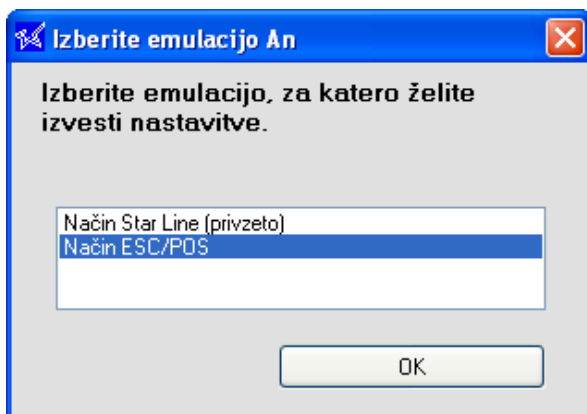 Izberite emulacijo An
Izberite emulacijo, za katero želite
izvesti nastavitve.
Način Star Line (privzeto)
Način ESC/POS
OK